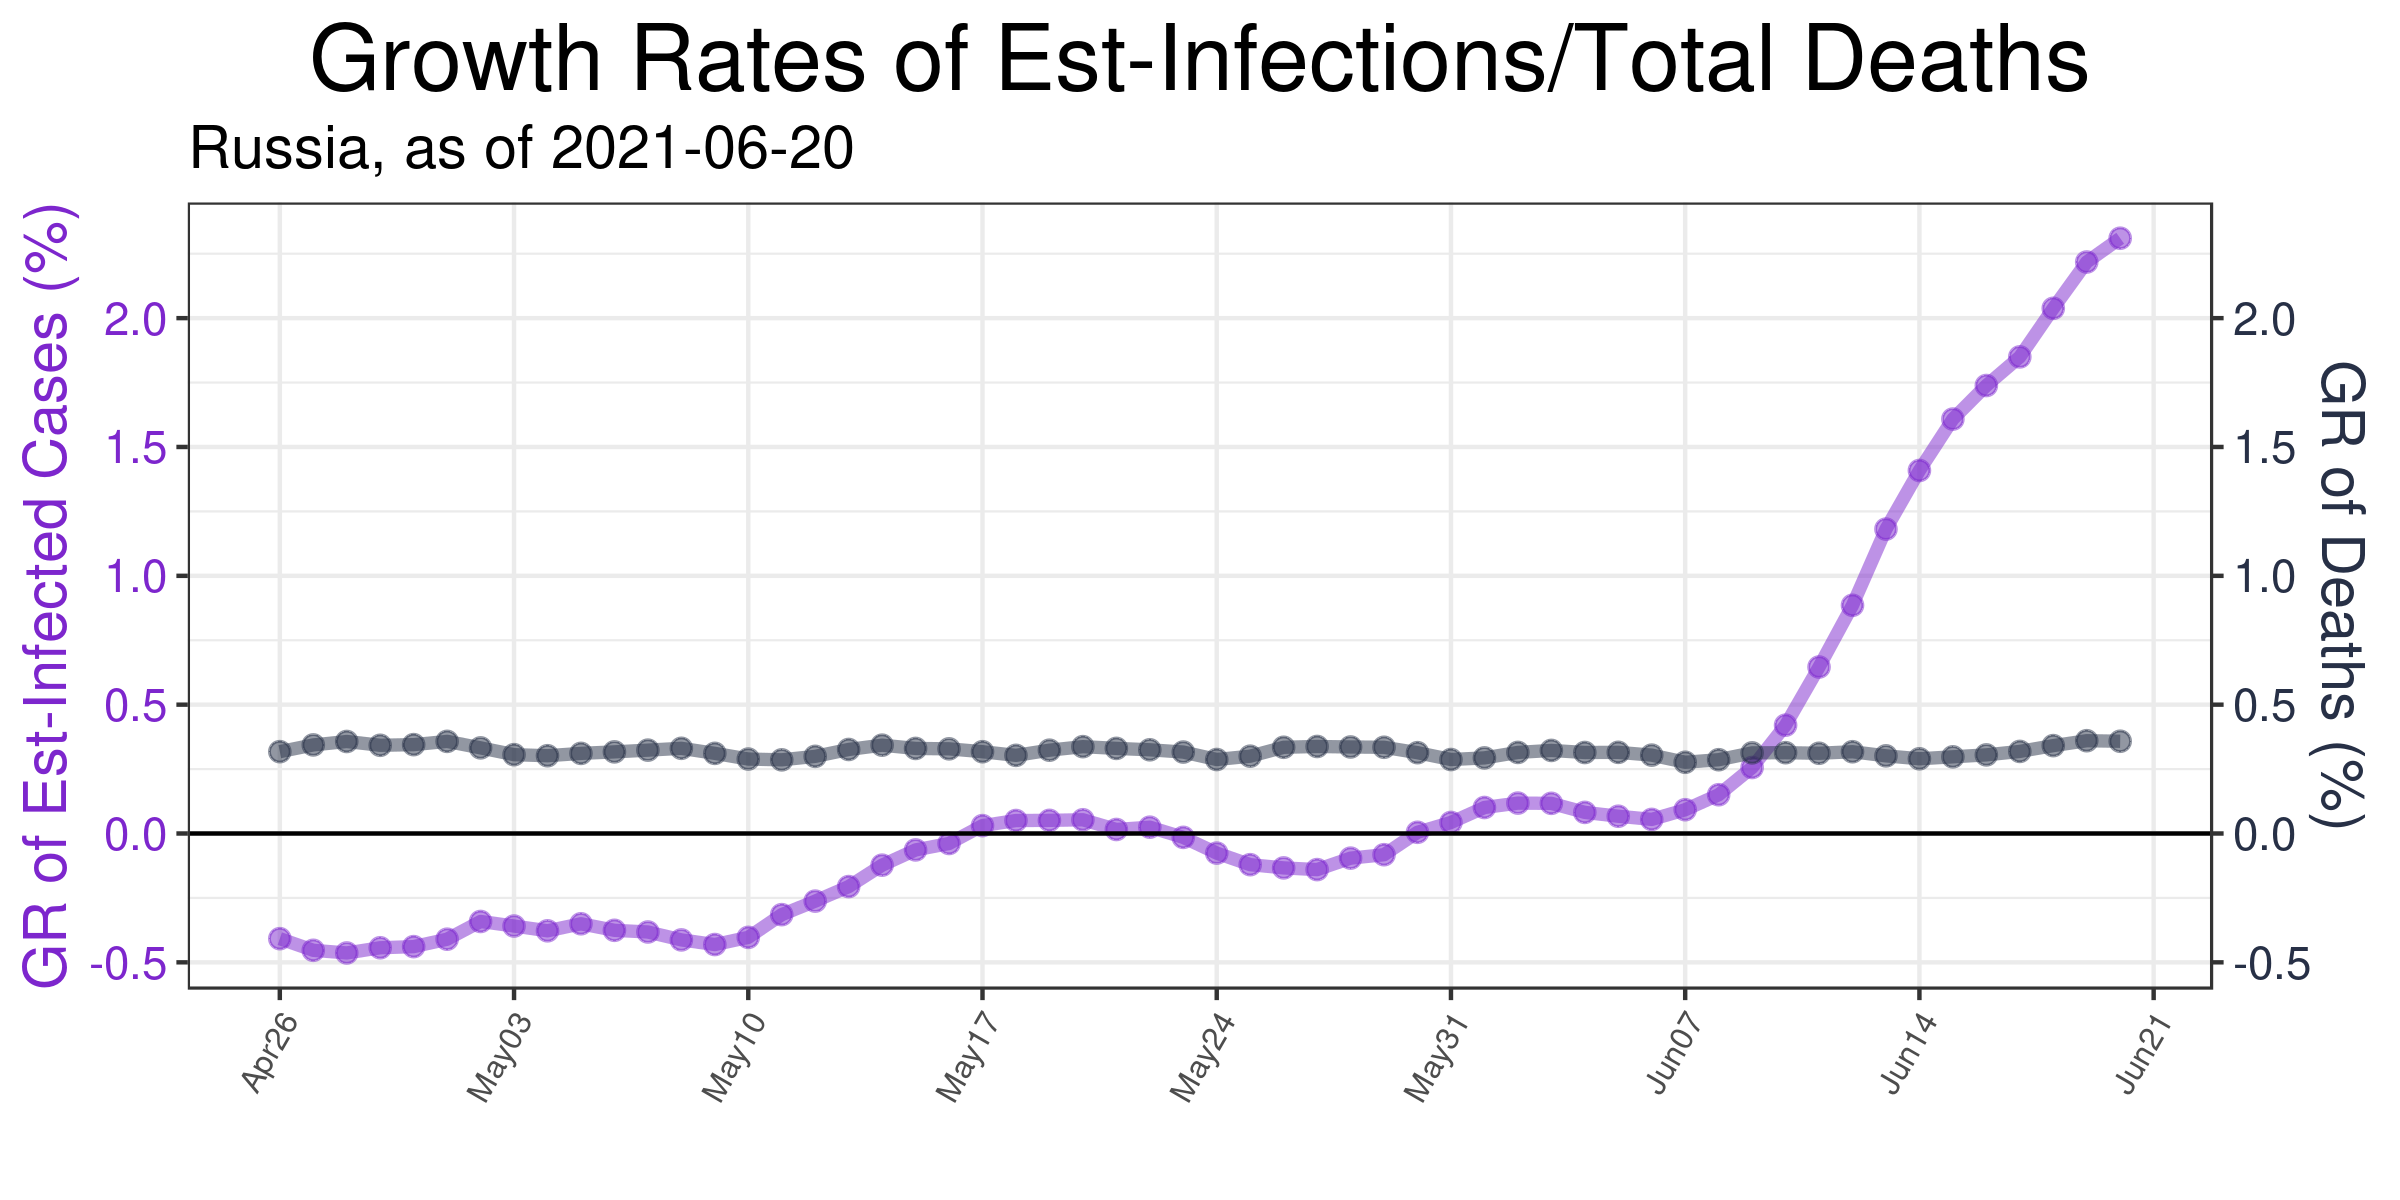 Growth Rates of Est-Infections/Total Deaths
Russia, as of 2021-06-20
GR of Est-Infected Cases (%)
2.0
1.5
1.0
0.5
0.0
-0.5
2.0
1.5
1.0
0.5
0.0
-0.5
GR of Deaths (%)
Apr26
May03
May10
May17
May24
May31
Jun07
Jun14
Jun21